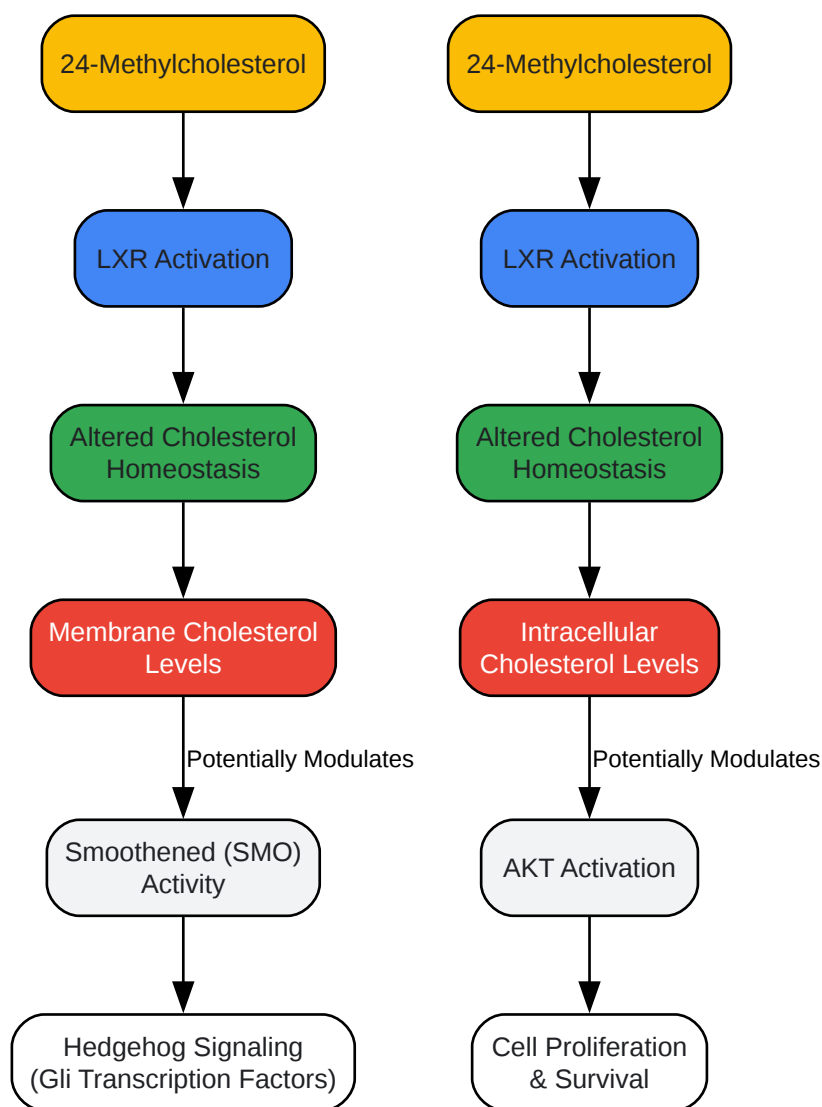 24-Methylcholesterol
LXR Activation
Altered Cholesterol
Homeostasis
Membrane Cholesterol
Levels
Potentially Modulates
Smoothened (SMO)
Activity
Hedgehog Signaling
(Gli Transcription Factors)
24-Methylcholesterol
LXR Activation
Altered Cholesterol
Homeostasis
Intracellular
Cholesterol Levels
Potentially Modulates
AKT Activation
Cell Proliferation
& Survival